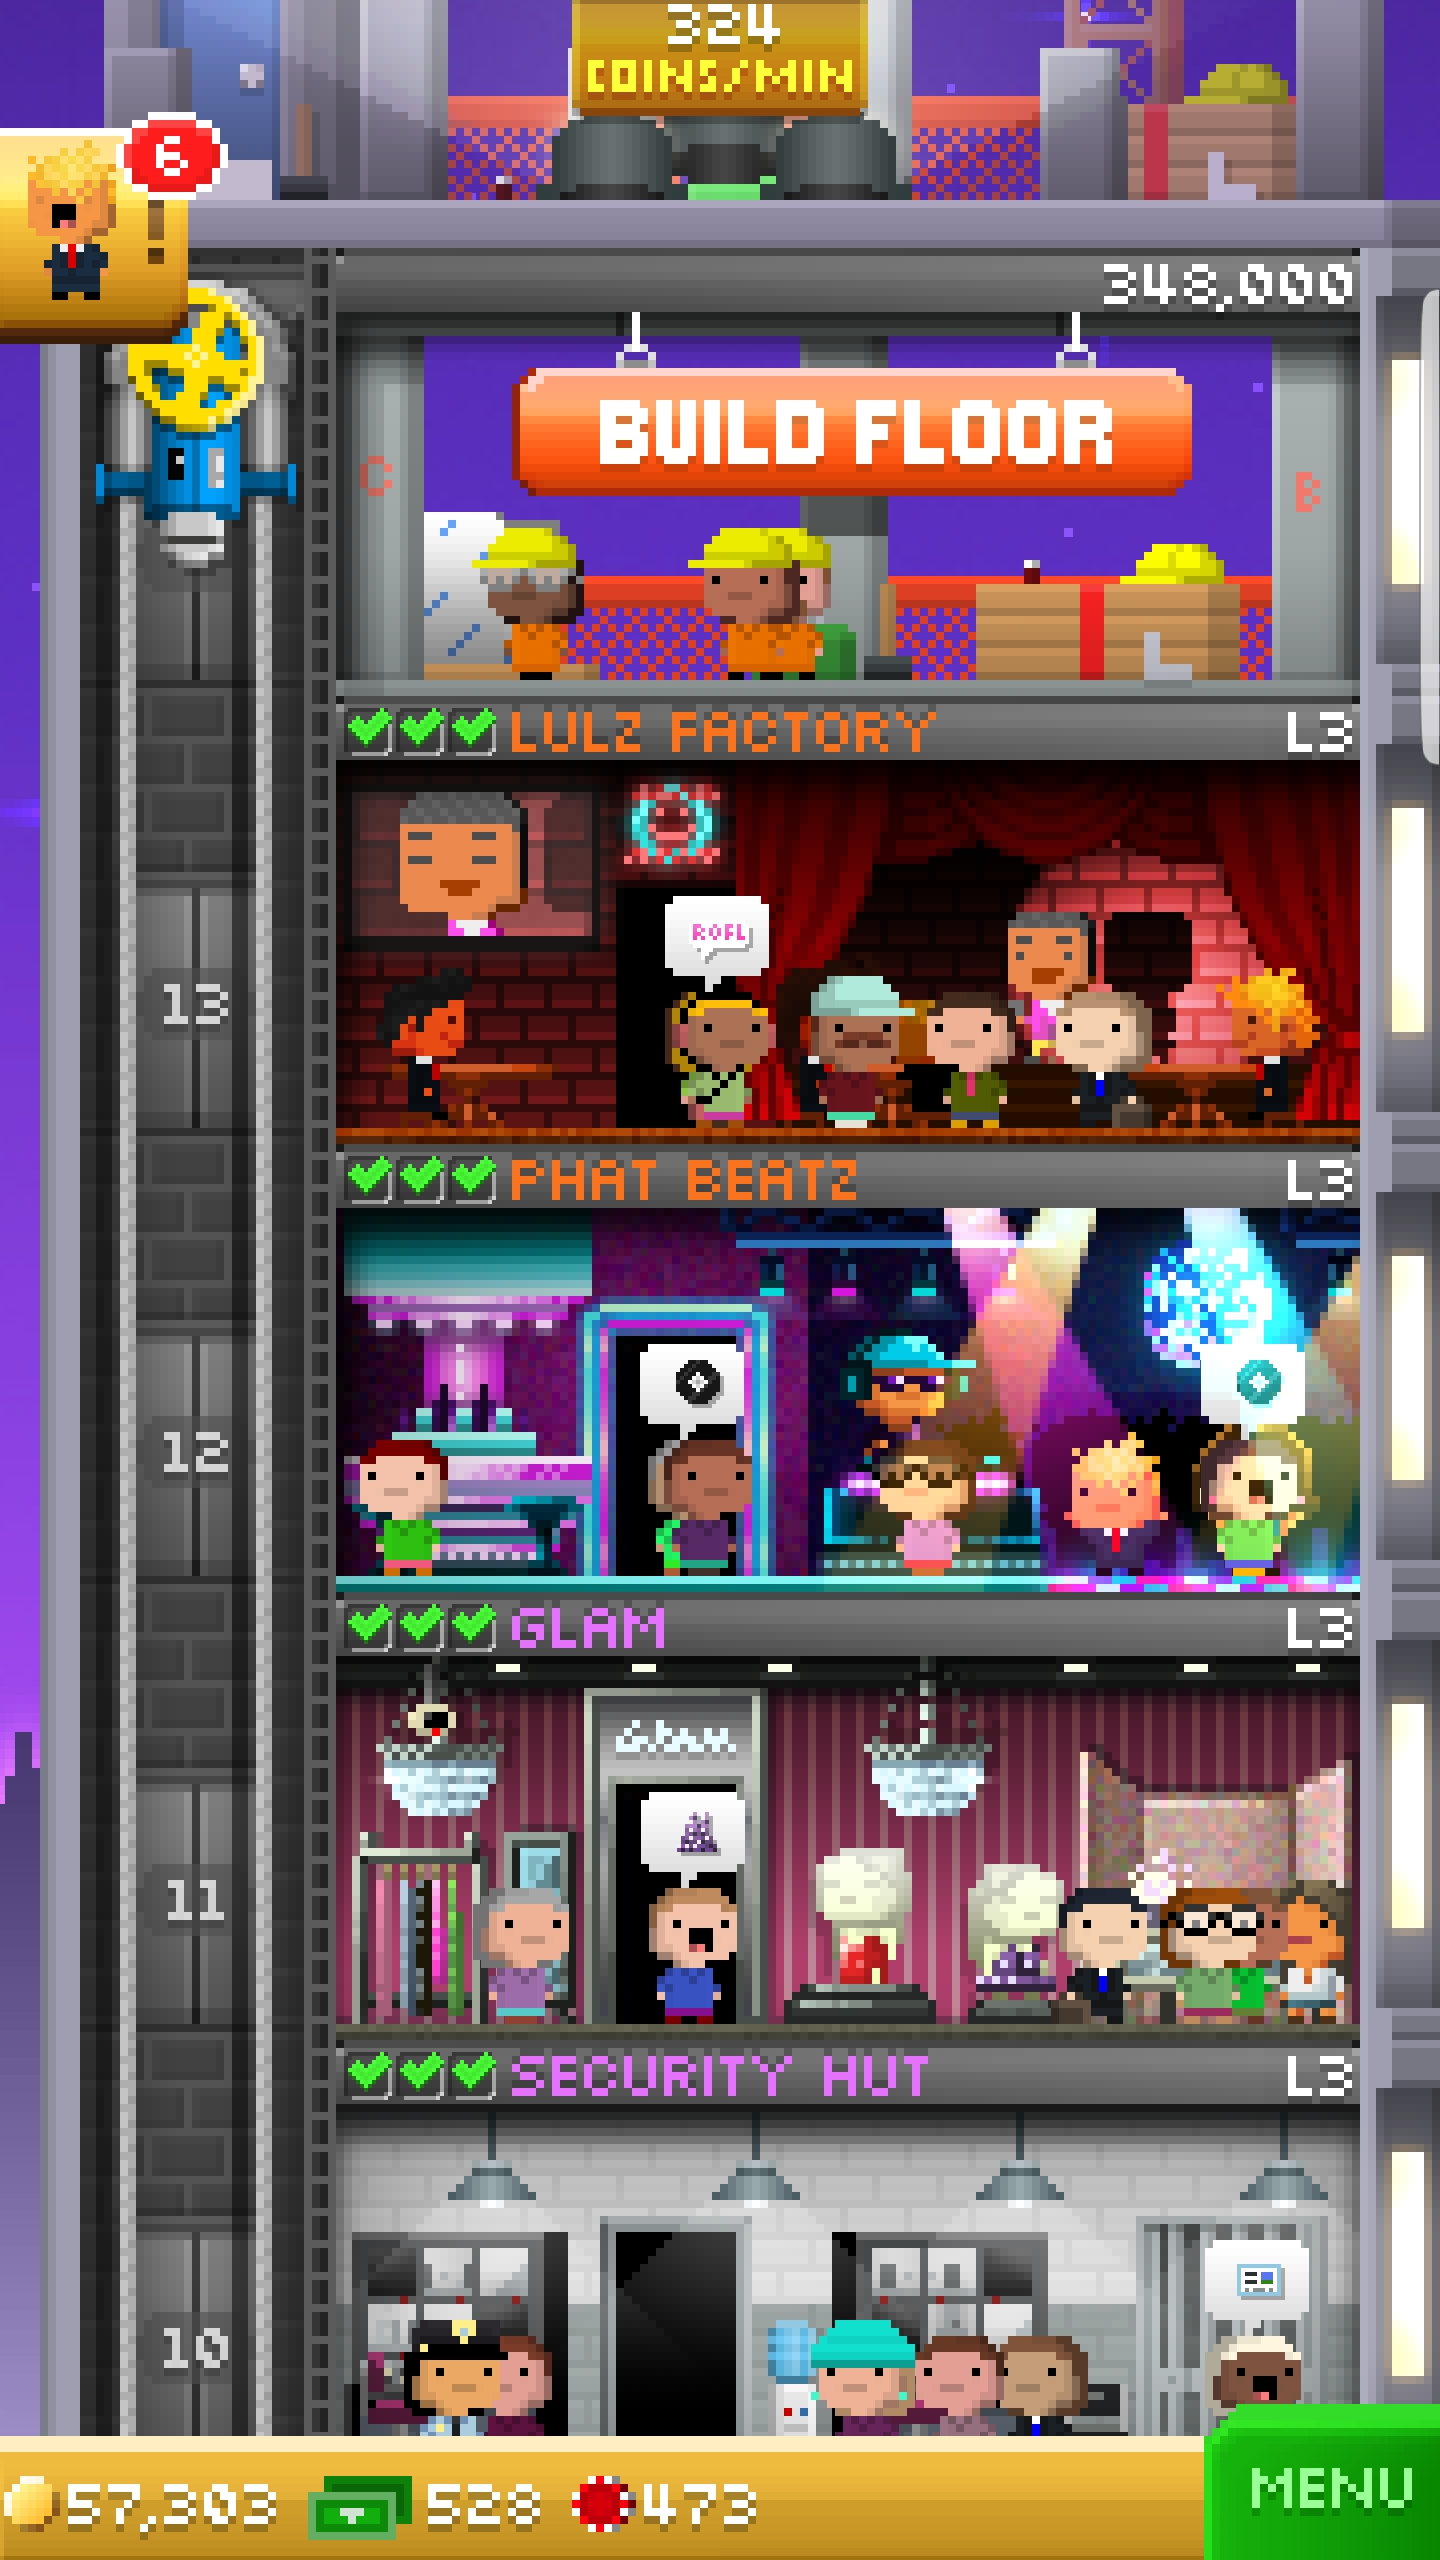 324
COINS/MIN
6
!
348,000
BUILD FLOOR
C
B
LULZ FACTORY L3
ROFL
13
PHAT BEATZ L3
12
GLAM L3
Glam
11
SECURITY HUT L3
10
57,303 528 473
MENU